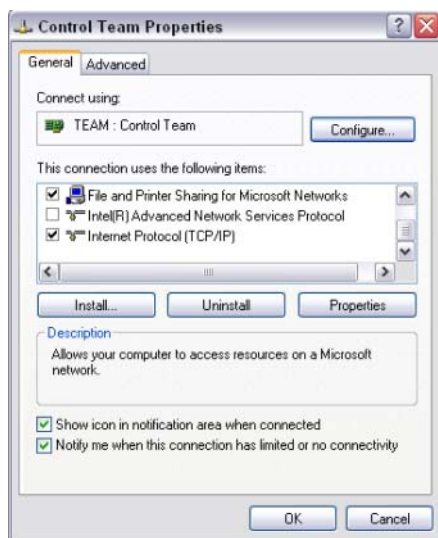 Control Team Properties
General
Advanced
Connect using:
TEAM : Control Team
Configure...
This connection uses the following items:
File and Printer Sharing for Microsoft Networks
Intel(R) Advanced Network Services Protocol
Internet Protocol (TCP/IP)
Install...
Uninstall
Properties
Description
Allows your computer to access resources on a Microsoft
network.
Show icon in notification area when connected
Notify me when this connection has limited or no connectivity
OK
Cancel